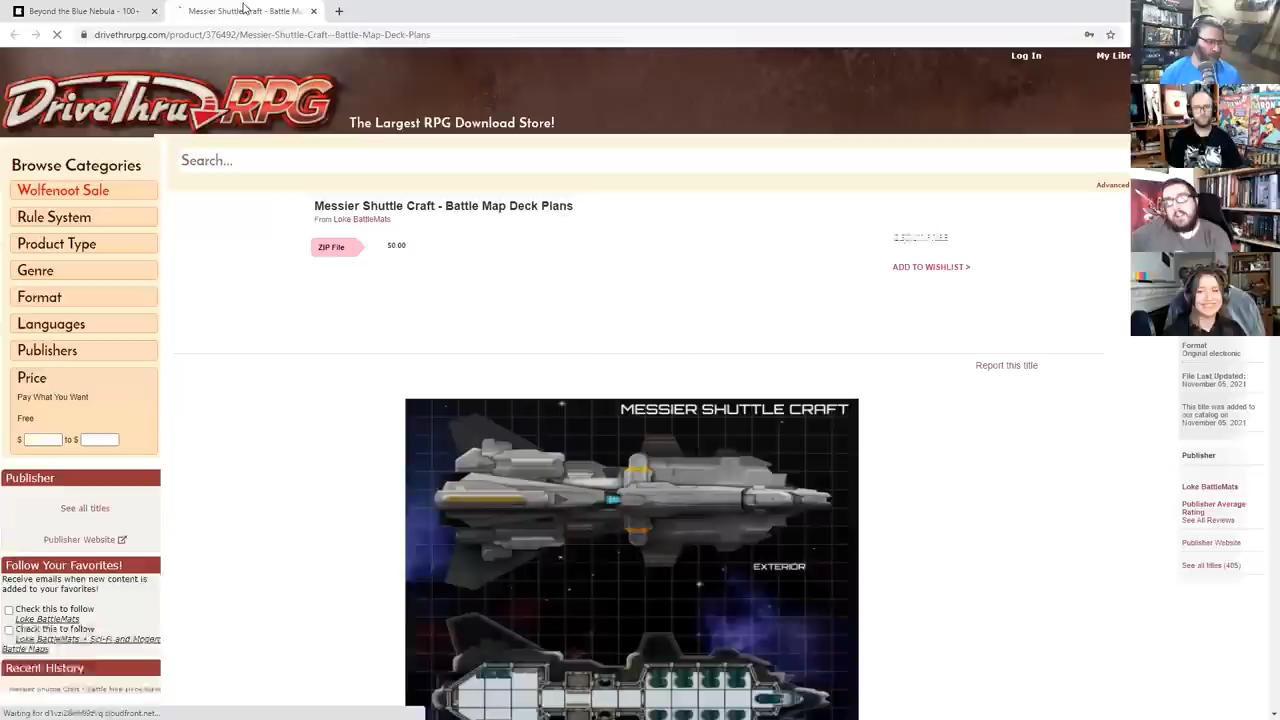 Beyond the Blue Nebula - 100+
Messier Shuttle Craft - Battle Ma
drivethrurpg.com/product/376492/Messier-Shuttle-Craft--Battle-Map-Deck-Plans
Log In
My Libr
DriveThruRPG
The Largest RPG Download Store!
Browse Categories
Search...
Wolfenoot Sale
Advanced
Rule System
Product Type
Genre
Format
Languages
Publishers
Price
Pay What You Want
Free
$ to $
Messier Shuttle Craft - Battle Map Deck Plans
From Loke BattleMats
ZIP File
$0.00
ADD TO WISHLIST >
Report this title
MESSIER SHUTTLE CRAFT
EXTERIOR
Format
Original electronic
File Last Updated:
November 05, 2021
This title was added to
our catalog on
November 05, 2021.
Publisher
Loke BattleMats
Publisher Average
Rating
See All Reviews
Publisher Website
See all titles (405)
Publisher
See all titles
Publisher Website
Follow Your Favorites!
Receive emails when new content is
added to your favorites!
Check this to follow
Loke BattleMats
Check this to follow
Loke BattleMats + Sci-fi and Modern
Battle Maps
Recent History